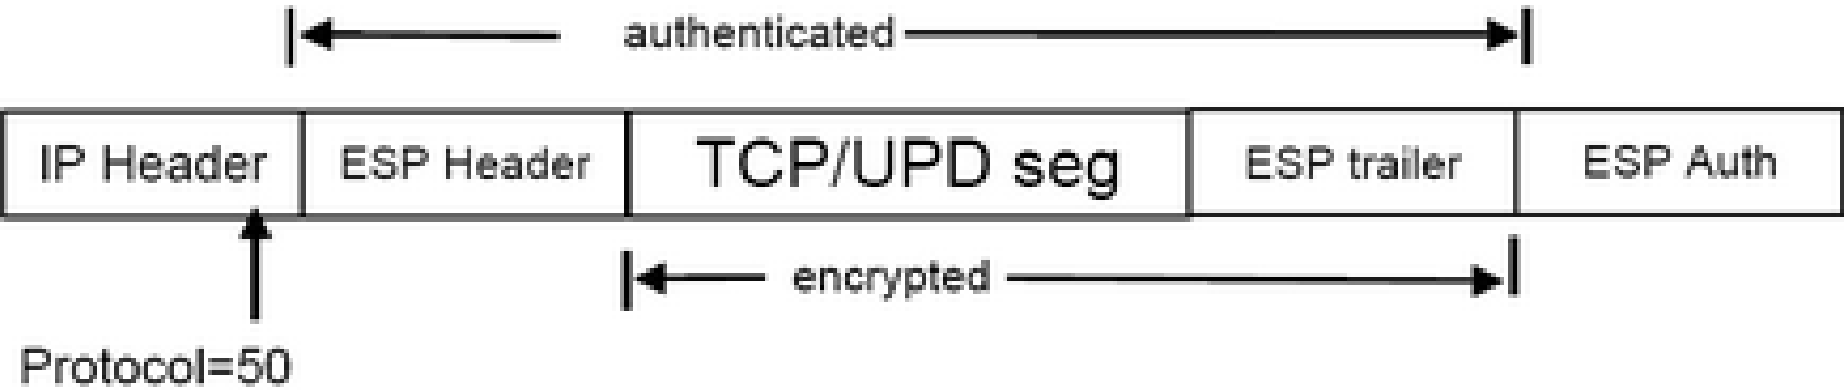 authenticated
IP Header ESP Header TCP/UPD seg ESP trailer ESP Auth
encrypted
Protocol=50